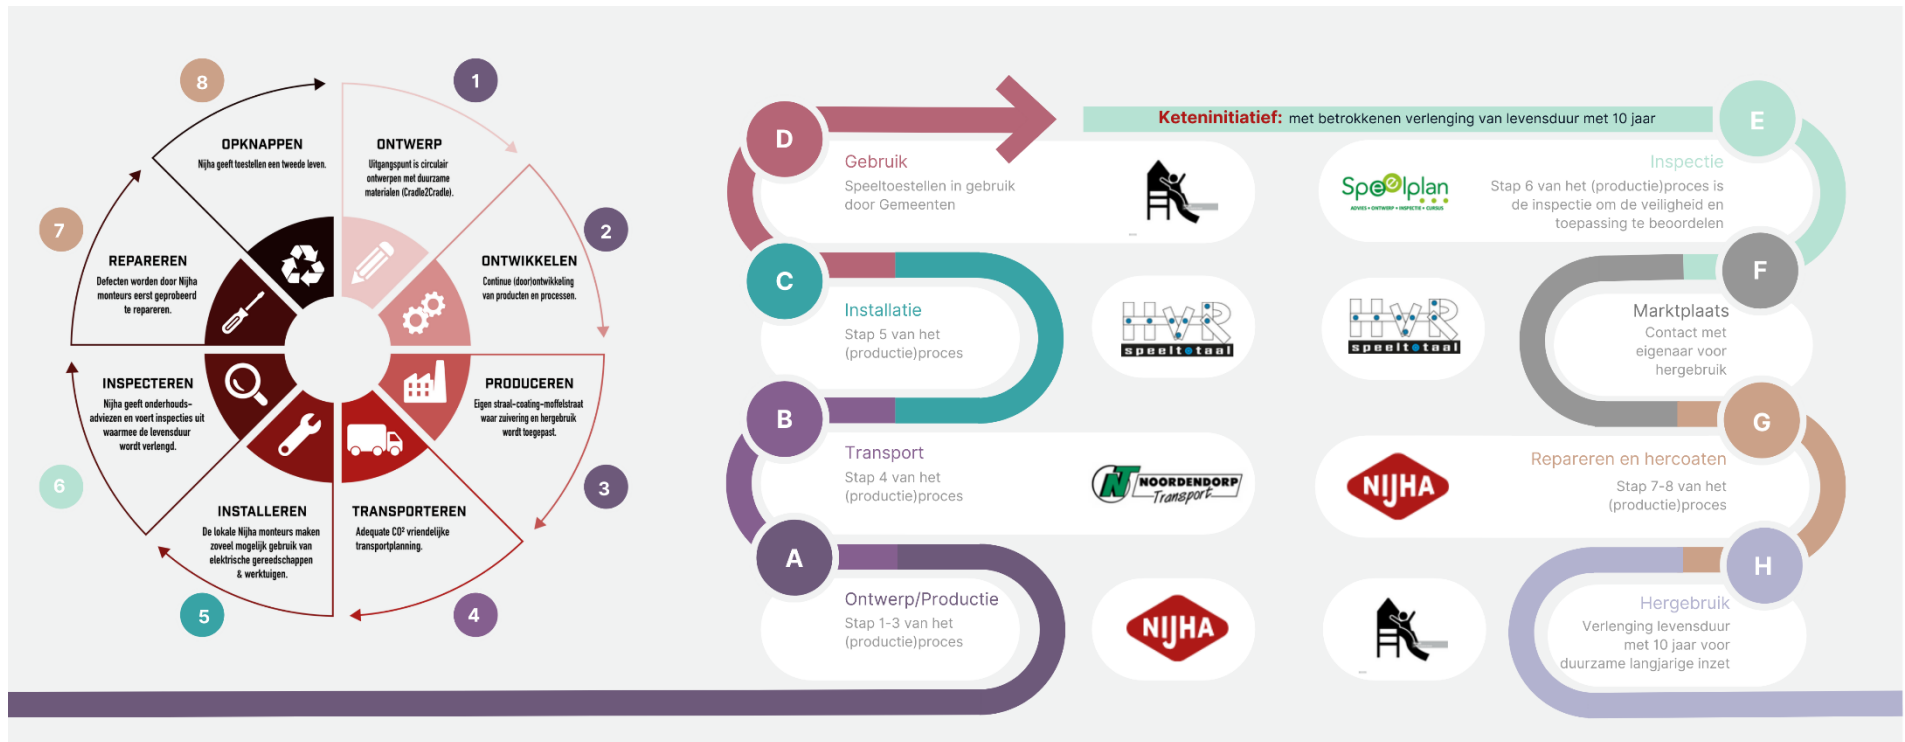 8
1
OPKNAPPEN
Nijha geeft toestellen een tweede leven.
ONTWERP
Uitgangspunt is circulair
ontwerpen met duurzame
materialen (Cradle2Cradle).
7
2
REPAREREN
Defecten worden door Nijha
monteurs eerst geprobeerd
te repareren.
ONTWIKKELEN
Continue (door)ontwikkeling
van producten en processen.
INSPECTEREN
Nijha geeft onderhouds-
adviezen en voert inspecties uit
waarmee de levensduur
wordt verlengd.
PRODUCEREN
Eigen straal-coating-moffelstraat
waar zuivering en hergebruik
wordt toegepast.
6
3
INSTALLEREN
De lokale Nijha monteurs maken
zoveel mogelijk gebruik van
elektrische gereedschappen
& werktuigen.
TRANSPORTEREN
Adequate CO² vriendelijke
transportplanning.
5
4
D
Gebruik
Speeltoestellen in gebruik
door Gemeenten
C
Installatie
Stap 5 van het
(productie)proces
HVR
speeltotaal
B
Transport
Stap 4 van het
(productie)proces
NT NOORDENDORP
Transport
A
Ontwerp/Productie
Stap 1-3 van het
(productie)proces
NIJHA
Keteninitiatief: met betrokkenen verlenging van levensduur met 10 jaar
E
Speelplan
ADVIES • ONTWERP • INSPECTIE • CURSUS
Inspectie
Stap 6 van het (productie)proces is
de inspectie om de veiligheid en
toepassing te beoordelen
F
HVR
speeltotaal
Marktplaats
Contact met
eigenaar voor
hergebruik
G
NIJHA
Repareren en hercoaten
Stap 7-8 van het
(productie)proces
H
Hergebruik
Verlenging levensduur
met 10 jaar voor
duurzame langjarige inzet